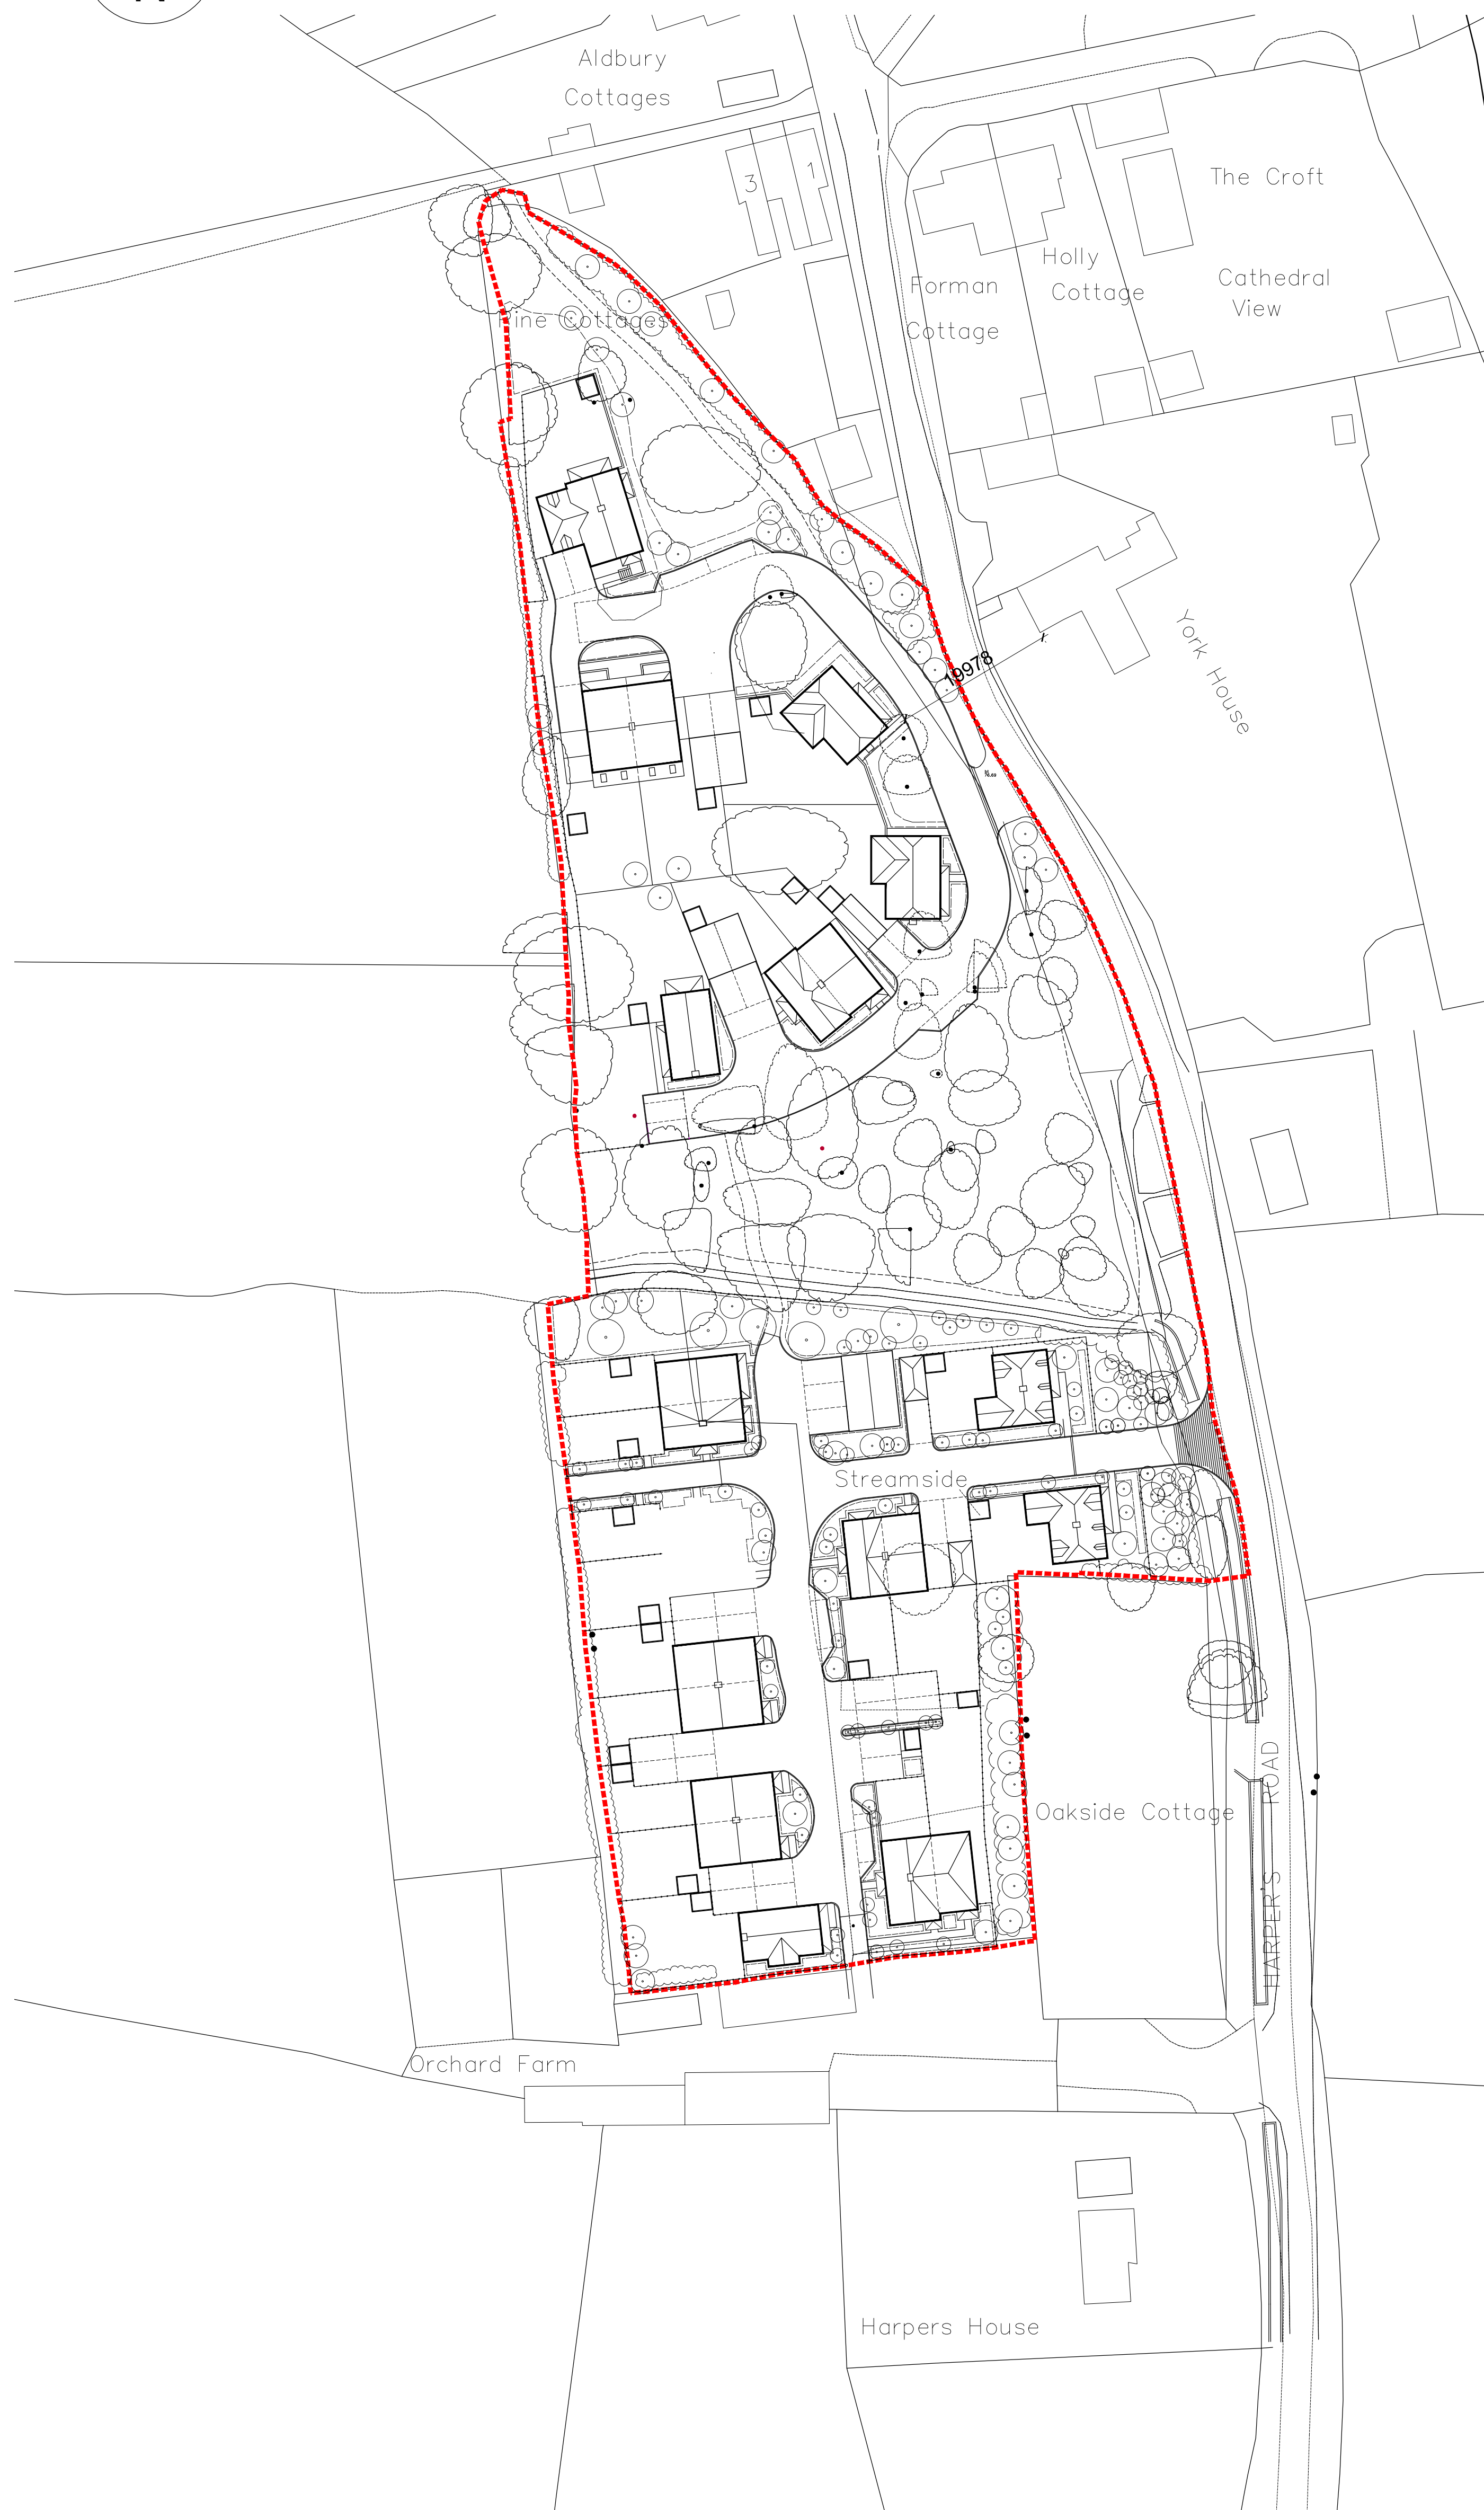 Aldbury
Cottages
3
1
The Croft
Holly
Cottage
Forman
Cottage
Cathedral
View
Pine Cottages
York House
19978
Streamside
Oakside Cottage
HARPER'S ROAD
Orchard Farm
Harpers House